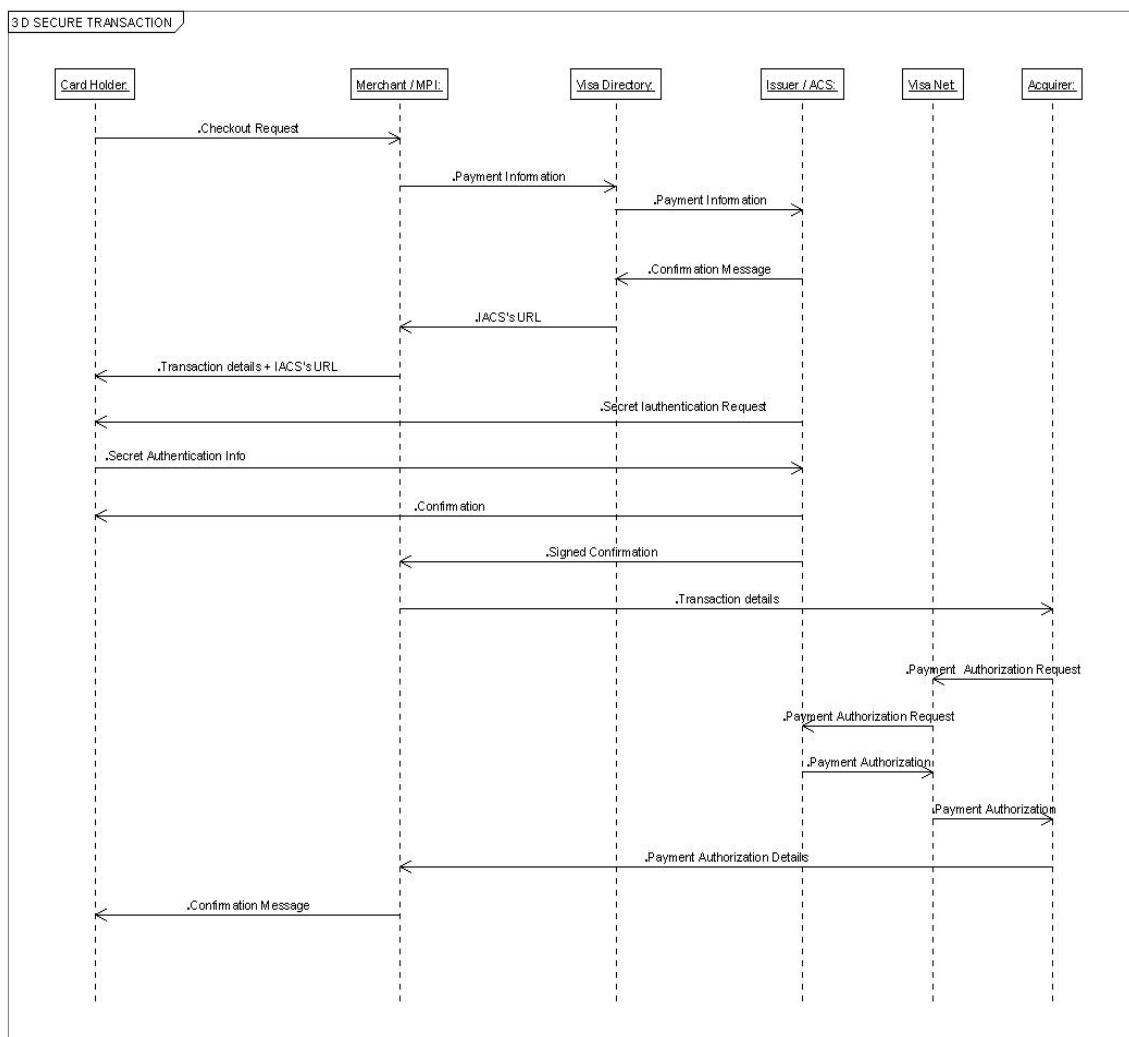 3 D SECURE TRANSACTION
Card Holder:
Merchant / MPI:
Visa Directory:
Issuer / ACS:
Visa Net:
Acquirer:
.Checkout Request
.Payment Information
.Payment Information
.Confirmation Message
.IACS's URL
.Transaction details + IACS's URL
.Secret Iauthentication Request
.Secret Authentication Info
.Confirmation
.Signed Confirmation
.Transaction details
.Payment Authorization Request
.Payment Authorization Request
.Payment Authorization
.Payment Authorization
.Payment Authorization Details
.Confirmation Message